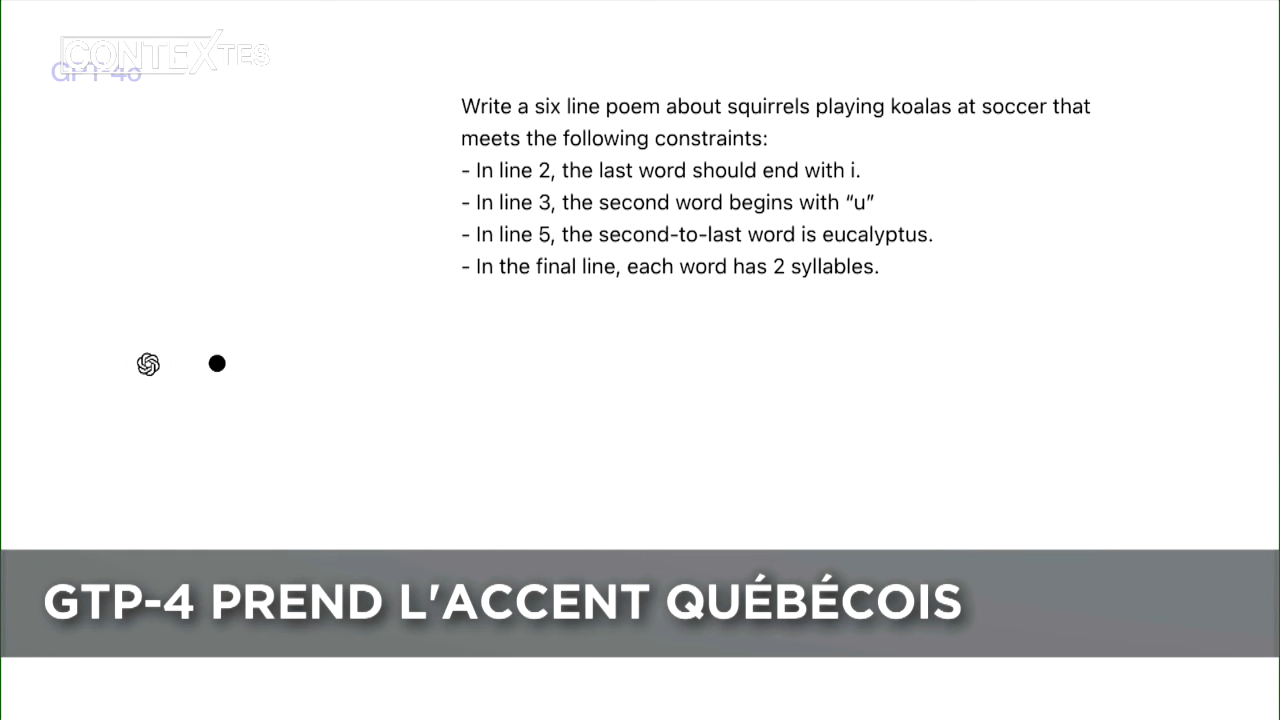 CONTEXTES
GPT-4o
Write a six line poem about squirrels playing koalas at soccer that
meets the following constraints:
- In line 2, the last word should end with i.
- In line 3, the second word begins with “u”
- In line 5, the second-to-last word is eucalyptus.
- In the final line, each word has 2 syllables.
GTP-4 PREND L'ACCENT QUÉBÉCOIS